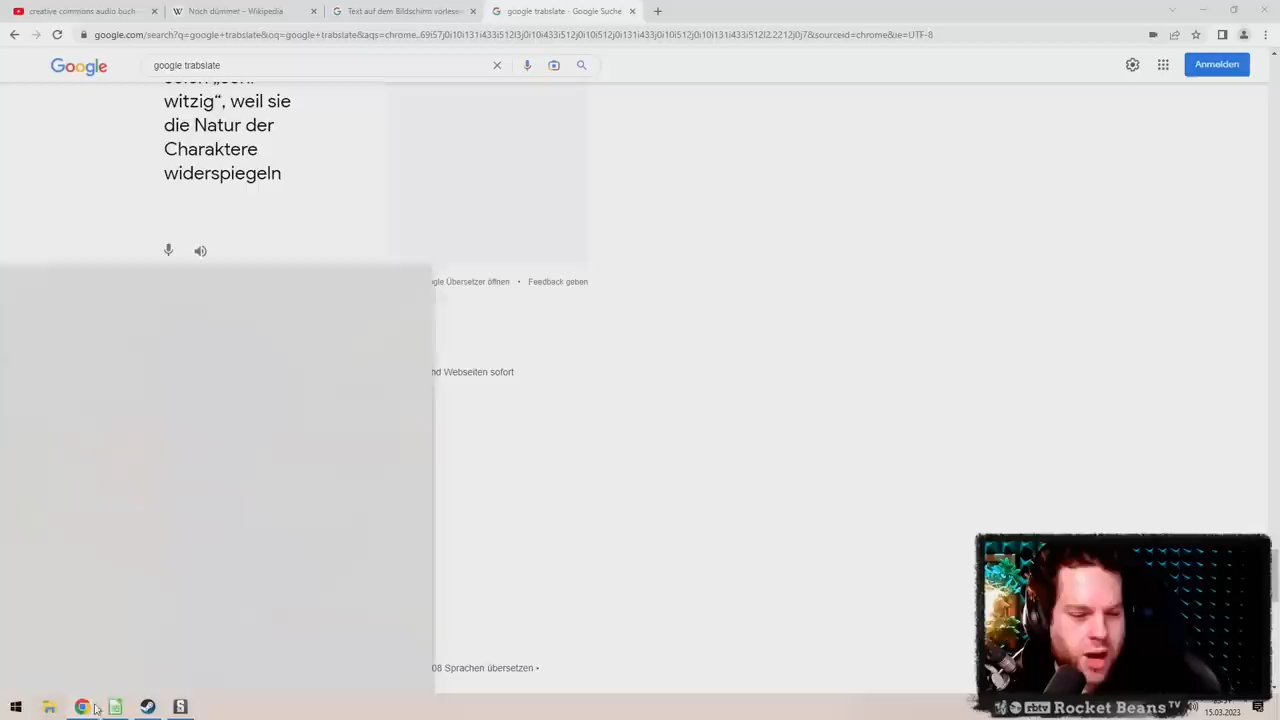 creative commons audio buch
Noch dümmer – Wikipedia
Text auf dem Bildschirm vorlese
google trabslate - Google Suche
google.com/search?q=google+trabslate&oq=google+trabslate&aqs=chrome..69i57j0i10i131i433i512l3j0i10i433i512j0i10i512j0i10i131i433j0i10i512j0i10i131i433i512l2.2212j0j7&sourceid=chrome&ie=UTF-8
Google
google trabslate
Anmelden
witzig“, weil sie
die Natur der
Charaktere
widerspiegeln
gle Übersetzer öffnen • Feedback geben
nd Webseiten sofort
08 Sprachen übersetzen •
rbtv Rocket Beans TV
15.03.2023